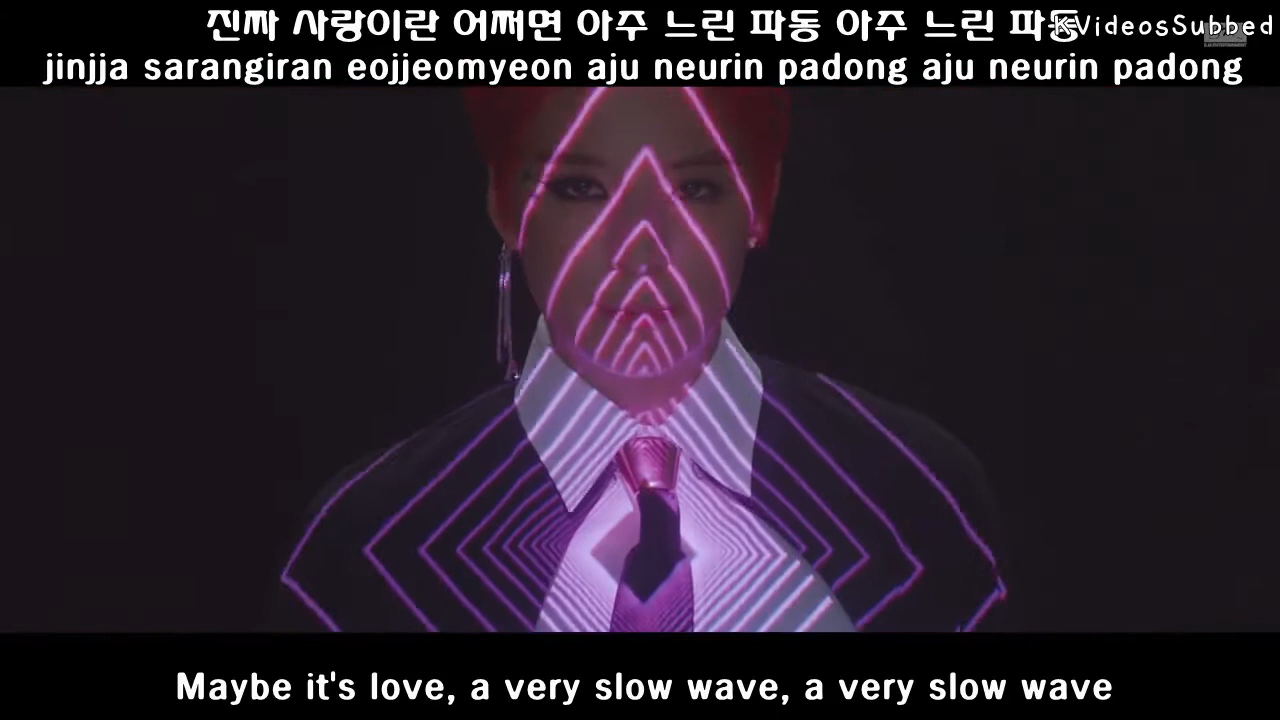 진짜 사랑이란 어쩌면 아주 느린 파동 아주 느린 파동
KVideosSubbed
jinjja sarangiran eojjeomyeon aju neurin padong aju neurin padong
Maybe it's love, a very slow wave, a very slow wave